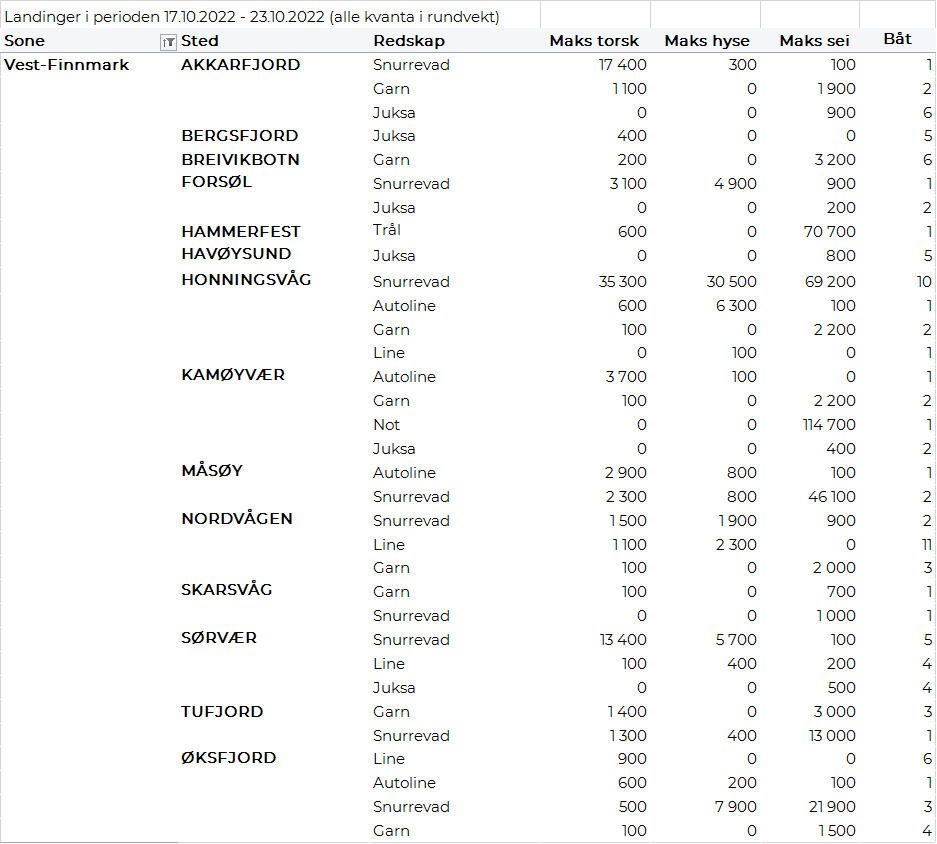 Landinger i perioden 17.10.2022 - 23.10.2022 (alle kvanta i rundvekt)
Sone Sted Redskap Maks torsk Maks hyse Maks sei Båt
Vest-Finnmark AKKARFJORD Snurrevad 17 400 300 100 1
Garn 1 100 0 1 900 2
Juksa 0 0 900 6
BERGSFJORD Juksa 400 0 0 5
BREIVIKBOTN Garn 200 0 3 200 6
FORSØL Snurrevad 3 100 4 900 900 1
Juksa 0 0 200 2
HAMMERFEST Trål 600 0 70 700 1
HAVØYSUND Juksa 0 0 800 5
HONNINGSVÅG Snurrevad 35 300 30 500 69 200 10
Autoline 600 6 300 100 1
Garn 100 0 2 200 2
Line 0 100 0 1
KAMØYVÆR Autoline 3 700 100 0 1
Garn 100 0 2 200 2
Not 0 0 114 700 1
Juksa 0 0 400 2
MÅSØY Autoline 2 900 800 100 1
Snurrevad 2 300 800 46 100 2
NORDVÅGEN Snurrevad 1 500 1 900 900 2
Line 1 100 2 300 0 11
Garn 100 0 2 000 3
SKARSVÅG Garn 100 0 700 1
Snurrevad 0 0 1 000 1
SØRVÆR Snurrevad 13 400 5 700 100 5
Line 100 400 200 4
Juksa 0 0 500 4
TUFJORD Garn 1 400 0 3 000 3
Snurrevad 1 300 400 13 000 1
ØKSFJORD Line 900 0 0 6
Autoline 600 200 100 1
Snurrevad 500 7 900 21 900 3
Garn 100 0 1 500 4